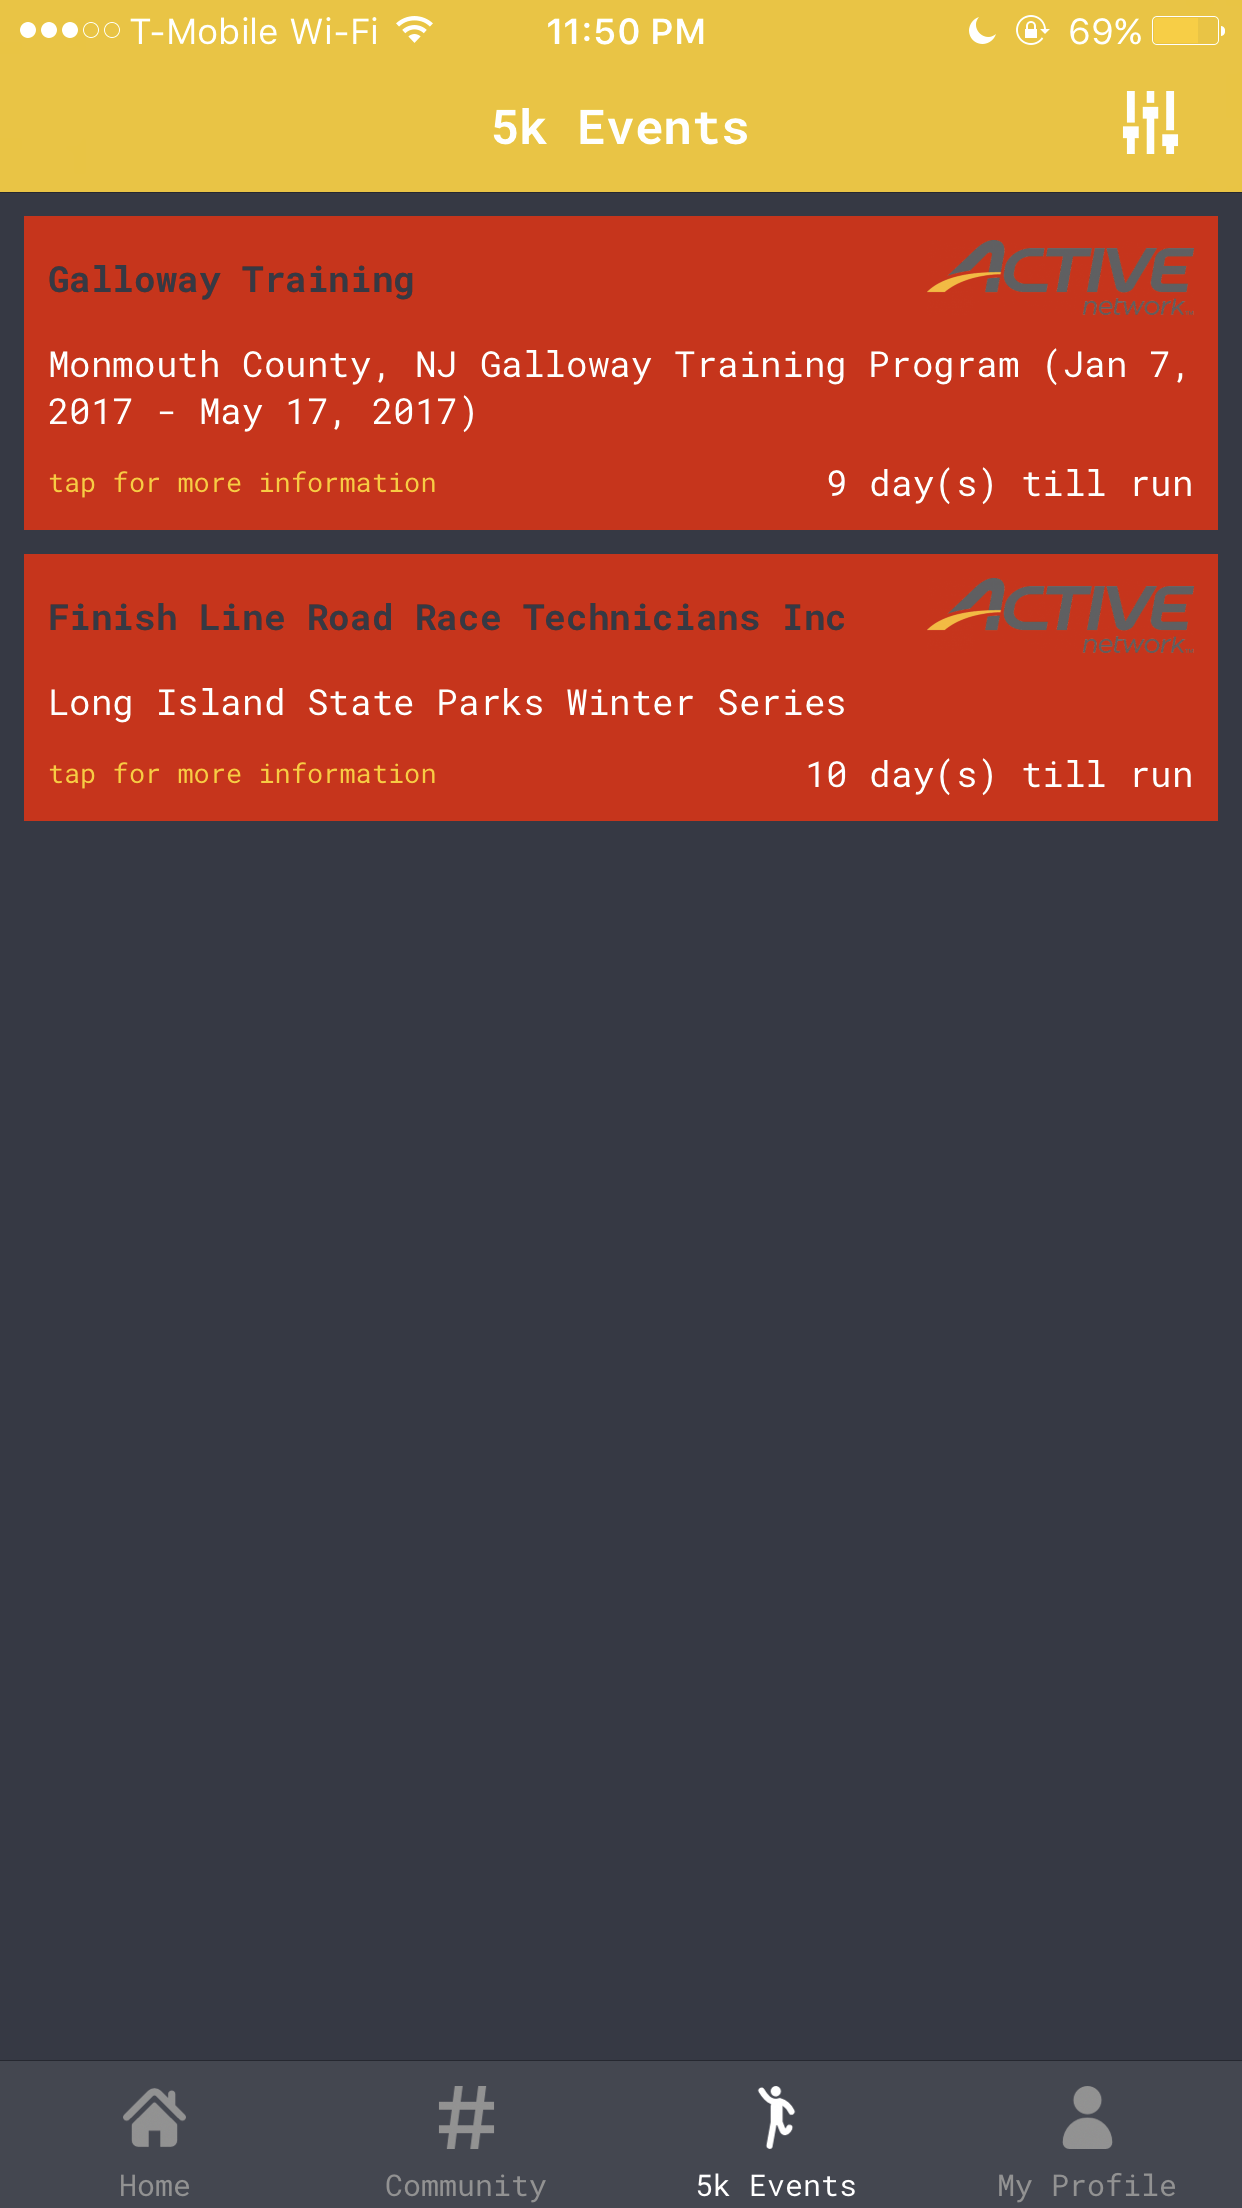 T-Mobile Wi-Fi 11:50 PM 69%
5k Events
Galloway Training
ACTIVE
network
Monmouth County, NJ Galloway Training Program (Jan 7,
2017 - May 17, 2017)
tap for more information 9 day(s) till run
Finish Line Road Race Technicians Inc
ACTIVE
network
Long Island State Parks Winter Series
tap for more information 10 day(s) till run
Home Community 5k Events My Profile